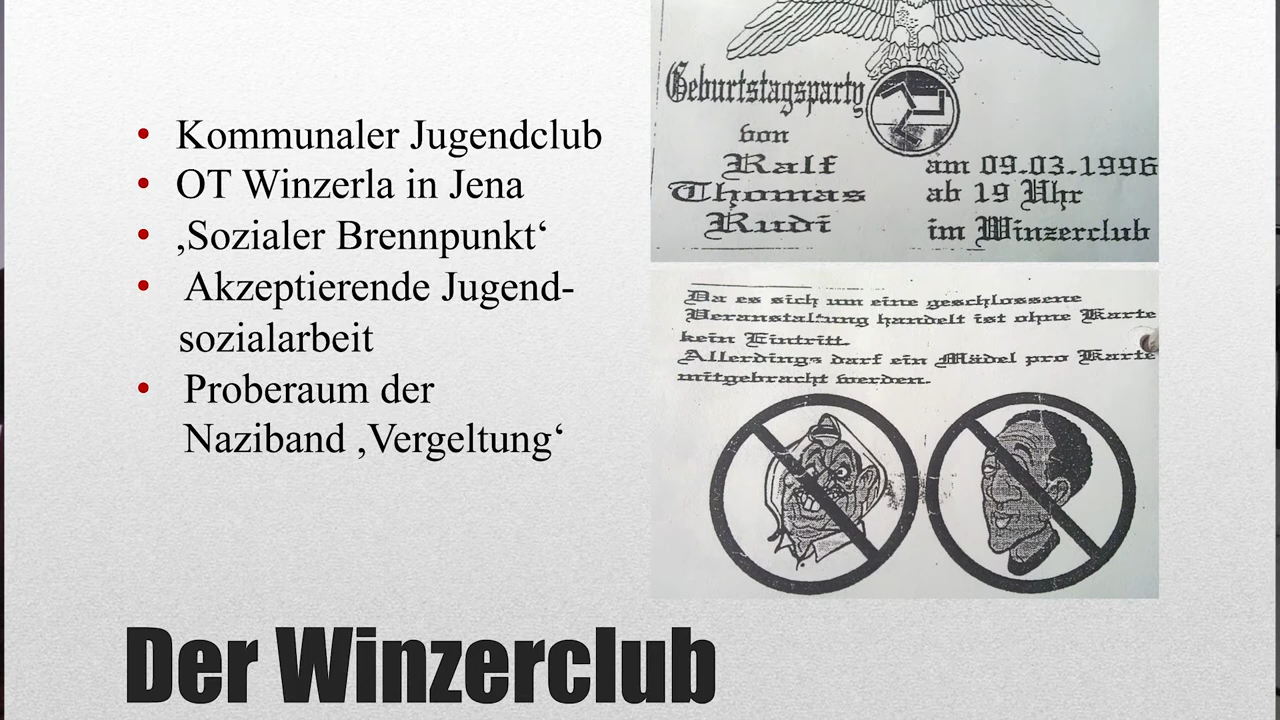 Kommunaler Jugendclub
OT Winzerla in Jena
‚Sozialer Brennpunkt‘
Akzeptierende Jugend-
sozialarbeit
Proberaum der
Naziband ‚Vergeltung‘
Geburtstagsparty
von
Ralf
Thomas
Rudi
am 09.03.1996
ab 19 Uhr
im Winzerclub
Da es sich um eine geschlossene
Veranstaltung handelt ist ohne Karte
kein Eintritt.
Allerdings darf ein Mädel pro Karte
mitgebracht werden.
Der Winzerclub